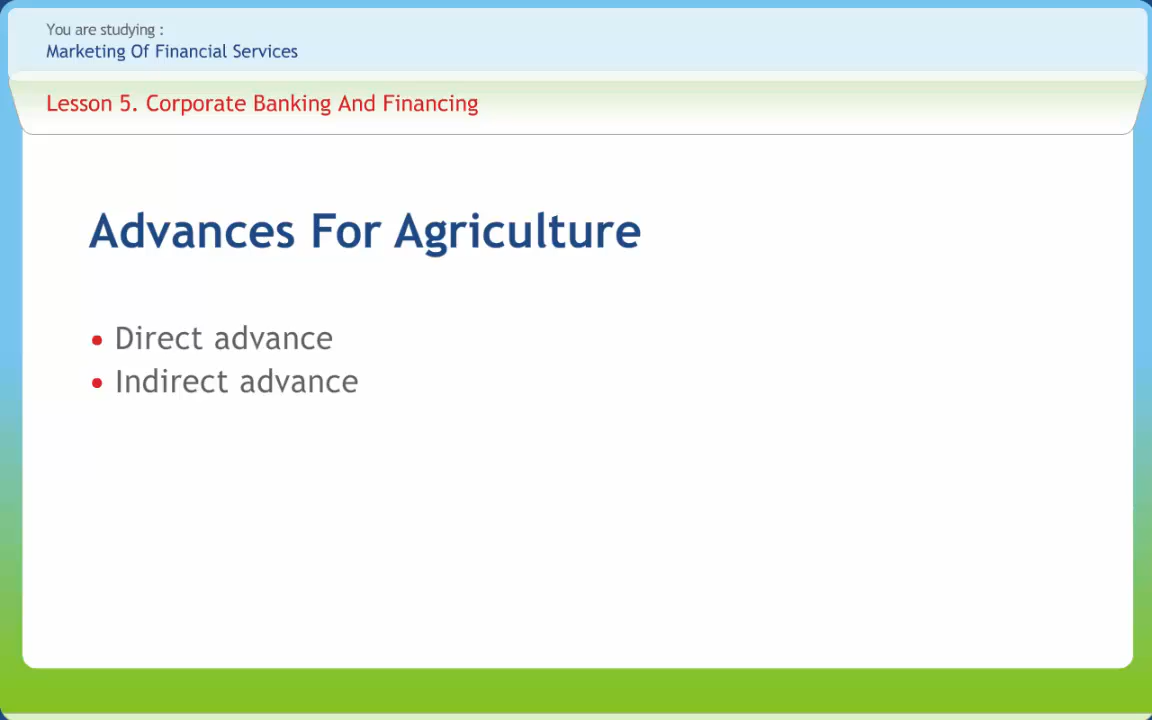 You are studying :
Marketing Of Financial Services
Lesson 5. Corporate Banking And Financing
Advances For Agriculture
• Direct advance
• Indirect advance